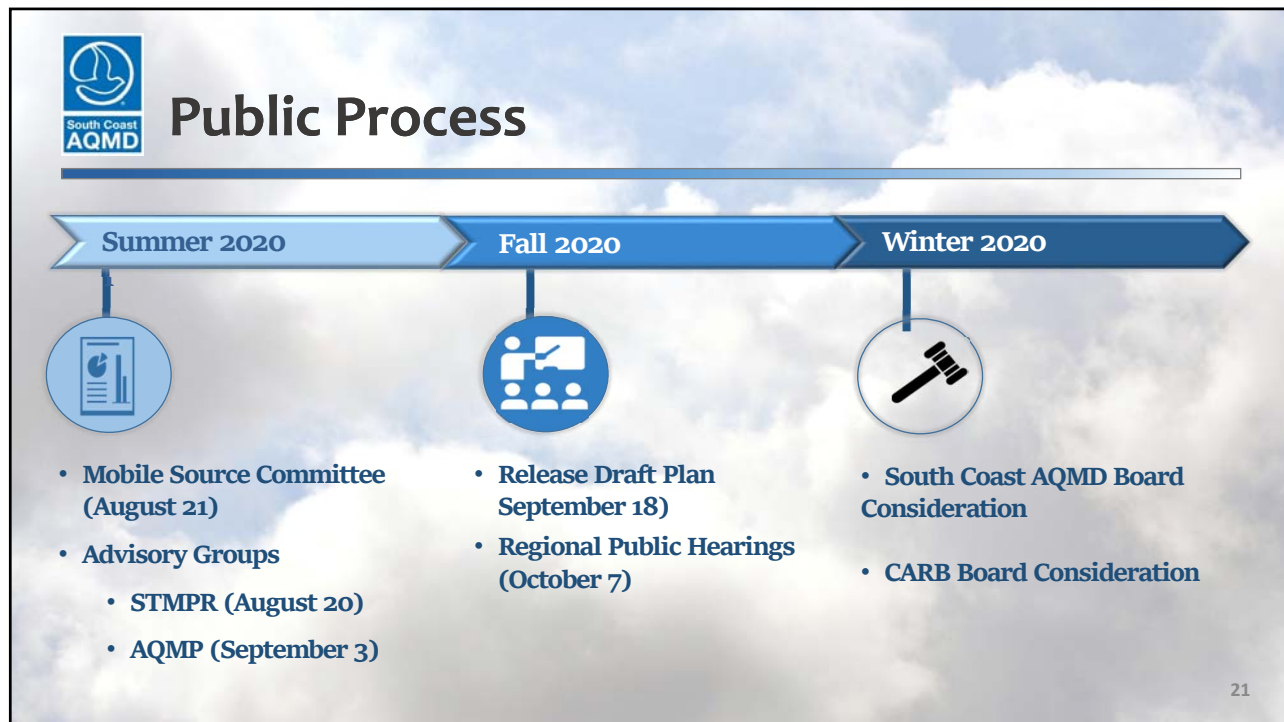 South Coast
AQMD
Public Process
Summer 2020
Fall 2020
Winter 2020
• Mobile Source Committee
(August 21)
• Advisory Groups
• STMPR (August 20)
• AQMP (September 3)
• Release Draft Plan
September 18)
• Regional Public Hearings
(October 7)
• South Coast AQMD Board
Consideration
• CARB Board Consideration
21